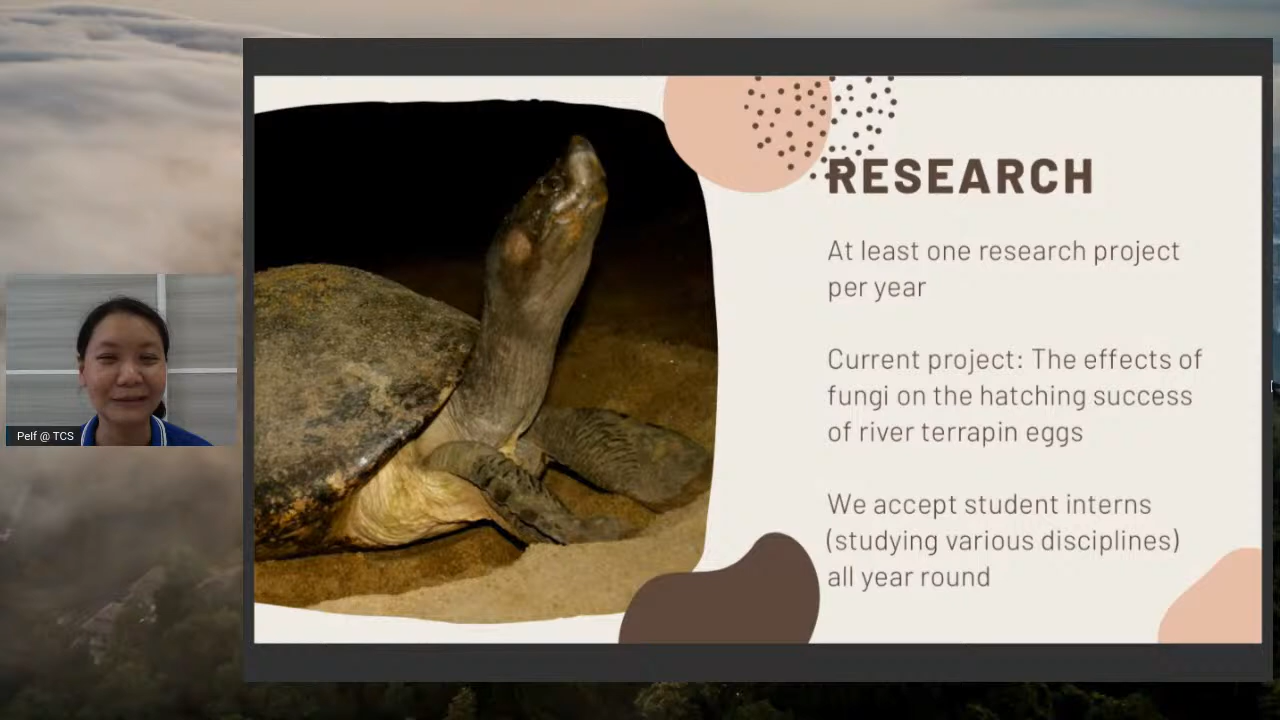 RESEARCH
At least one research project
per year
Current project: The effects of
fungi on the hatching success
of river terrapin eggs
We accept student interns
(studying various disciplines)
all year round
Pelf @ TCS